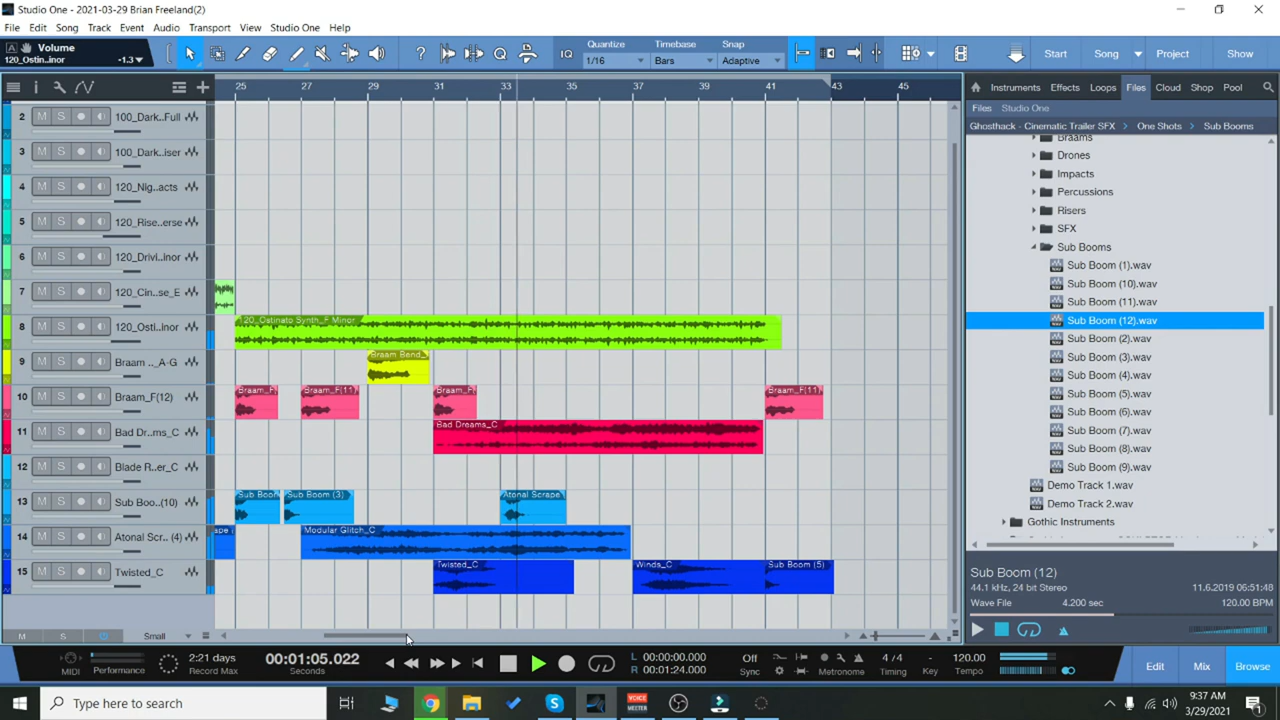 Studio One - 2021-03-29 Brian Freeland(2)
File Edit Song Track Event Audio Transport View Studio One Help
Volume
120_Ostin..inor -1.3
IQ
Quantize
1/16
Timebase
Bars
Snap
Adaptive
Start Song Project Show
25 27 29 31 33 35 37 39 41 43 45
2 M S 100_Dark..Full
3 M S 100_Dark..iser
4 M S 120_Nig..acts
5 M S 120_Rise..erse
6 M S 120_Drivi..inor
7 M S 120_Cin...se_E
8 M S 120_Osti..inor
9 M S Braam ..._A-G
10 M S Braam_F(12)
11 M S Bad Dr...ms_C
12 M S Blade R..er_C
13 M S Sub Boo..(10)
14 M S Atonal Scr.. (4)
15 M S Twisted_C
120_Ostinato Synth_F Minor
Braam Bend_
Braam_F( Braam_F(11) Braam_F( Braam_F(11)
Bad Dreams_C
Sub Boom Sub Boom (3) Atonal Scrape
ape ( Modular Glitch_C
Twisted_C Winds_C Sub Boom (5)
M S Small
Instruments Effects Loops Files Cloud Shop Pool
Files Studio One
Ghosthack - Cinematic Trailer SFX > One Shots > Sub Booms
Braams
Drones
Impacts
Percussions
Risers
SFX
Sub Booms
Sub Boom (1).wav
Sub Boom (10).wav
Sub Boom (11).wav
Sub Boom (12).wav
Sub Boom (2).wav
Sub Boom (3).wav
Sub Boom (4).wav
Sub Boom (5).wav
Sub Boom (6).wav
Sub Boom (7).wav
Sub Boom (8).wav
Sub Boom (9).wav
Demo Track 1.wav
Demo Track 2.wav
Gothic Instruments
Sub Boom (12)
44.1 kHz, 24 bit Stereo 11.6.2019 06:51:48
Wave File 4.200 sec 120.00 BPM
MIDI
Performance
2:21 days
Record Max
00:01:05.022
Seconds
L 00:00:00.000
R 00:01:24.000
Off
Sync
Metronome
4 / 4
Timing
-
Key
120.00
Tempo
Edit Mix Browse
Type here to search
VOICE MEETER
9:37 AM
3/29/2021
1